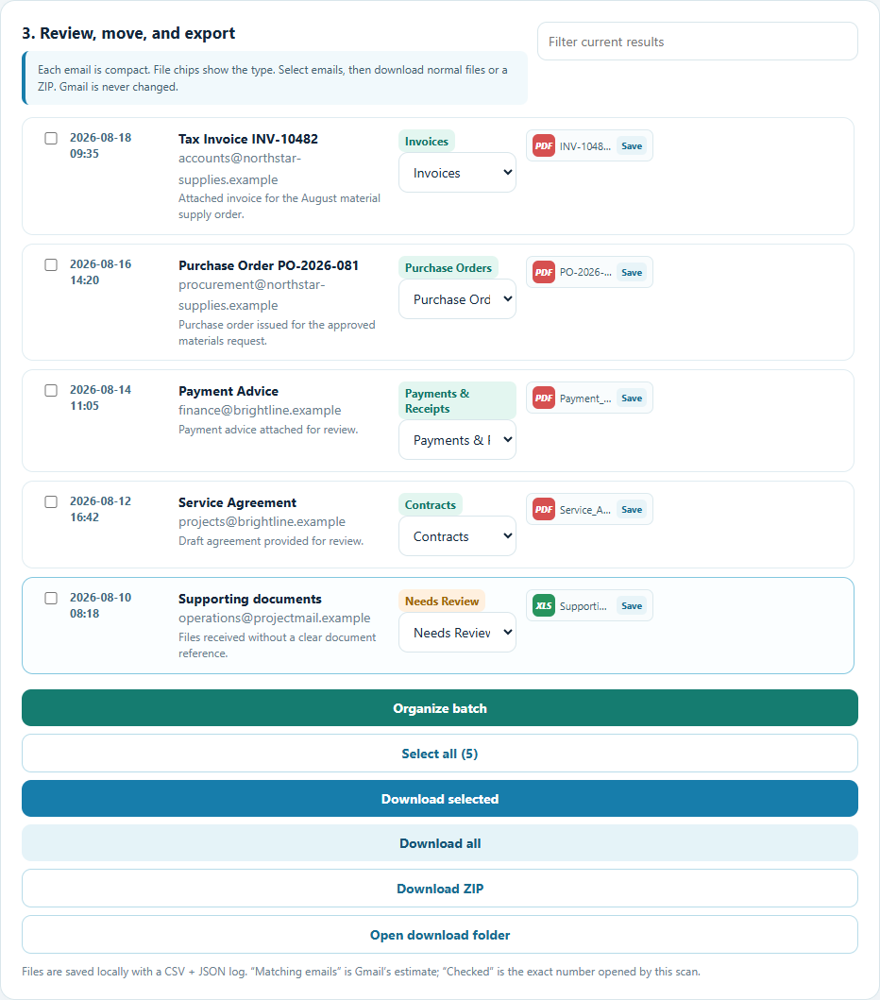 3. Review, move, and export
Filter current results
Each email is compact. File chips show the type. Select emails, then download normal files or a
ZIP. Gmail is never changed.
2026-08-18
09:35
Tax Invoice INV-10482
accounts@northstar-
supplies.example
Attached invoice for the August material
supply order.
Invoices
Invoices
PDF INV-1048... Save
2026-08-16
14:20
Purchase Order PO-2026-081
procurement@northstar-
supplies.example
Purchase order issued for the approved
materials request.
Purchase Orders
Purchase Ord
PDF PO-2026-... Save
2026-08-14
11:05
Payment Advice
finance@brightline.example
Payment advice attached for review.
Payments &
Receipts
Payments & R
PDF Payment_... Save
2026-08-12
16:42
Service Agreement
projects@brightline.example
Draft agreement provided for review.
Contracts
Contracts
PDF Service_A... Save
2026-08-10
08:18
Supporting documents
operations@projectmail.example
Files received without a clear document
reference.
Needs Review
Needs Review
XLS Supporti... Save
Organize batch
Select all (5)
Download selected
Download all
Download ZIP
Open download folder
Files are saved locally with a CSV + JSON log. “Matching emails” is Gmail’s estimate; “Checked” is the exact number opened by this scan.